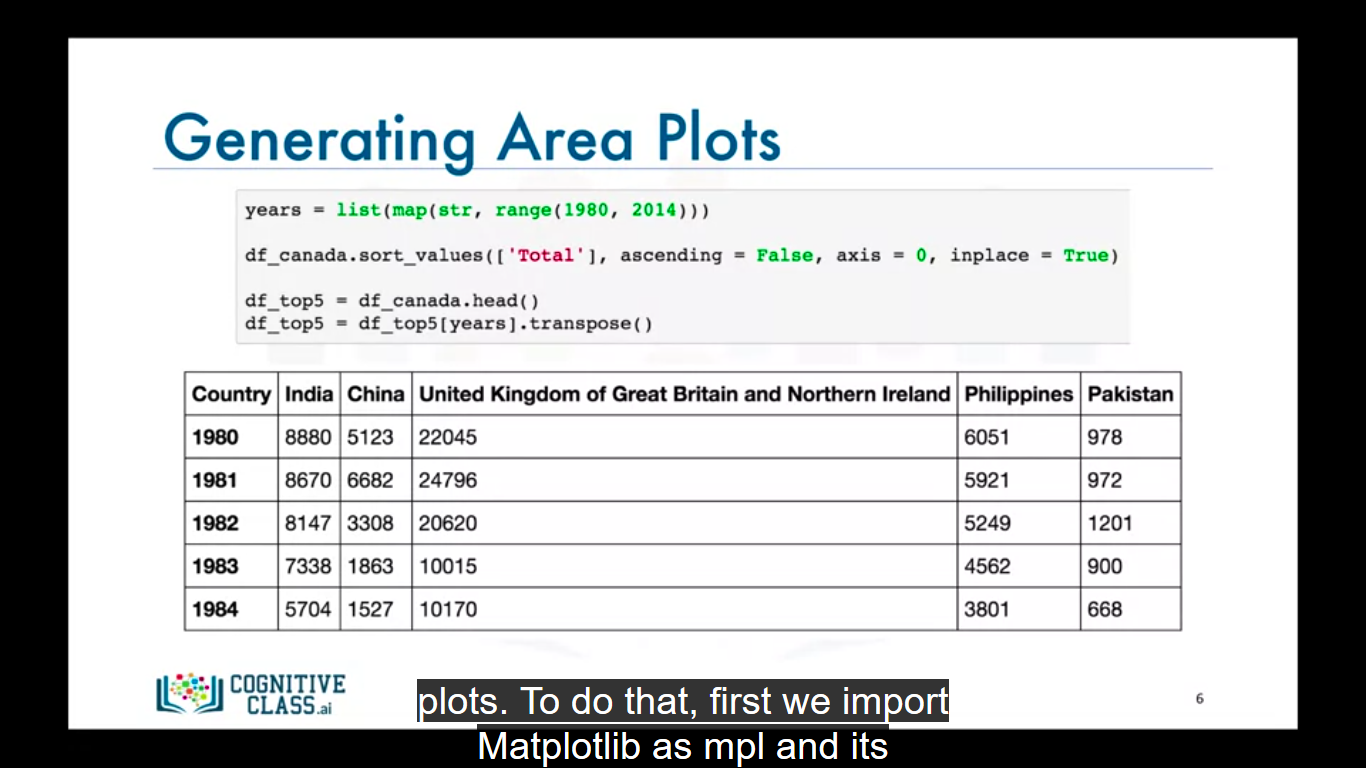 Generating Area Plots
years = list(map(str, range(1980, 2014)))
df_canada.sort_values(['Total'], ascending = False, axis = 0, inplace = True)
df_top5 = df_canada.head()
df_top5 = df_top5[years].transpose()
Country India China United Kingdom of Great Britain and Northern Ireland Philippines Pakistan
1980 8880 5123 22045 6051 978
1981 8670 6682 24796 5921 972
1982 8147 3308 20620 5249 1201
1983 7338 1863 10015 4562 900
1984 5704 1527 10170 3801 668
COGNITIVE
CLASS.ai
plots. To do that, first we import
Matplotlib as mpl and its
6